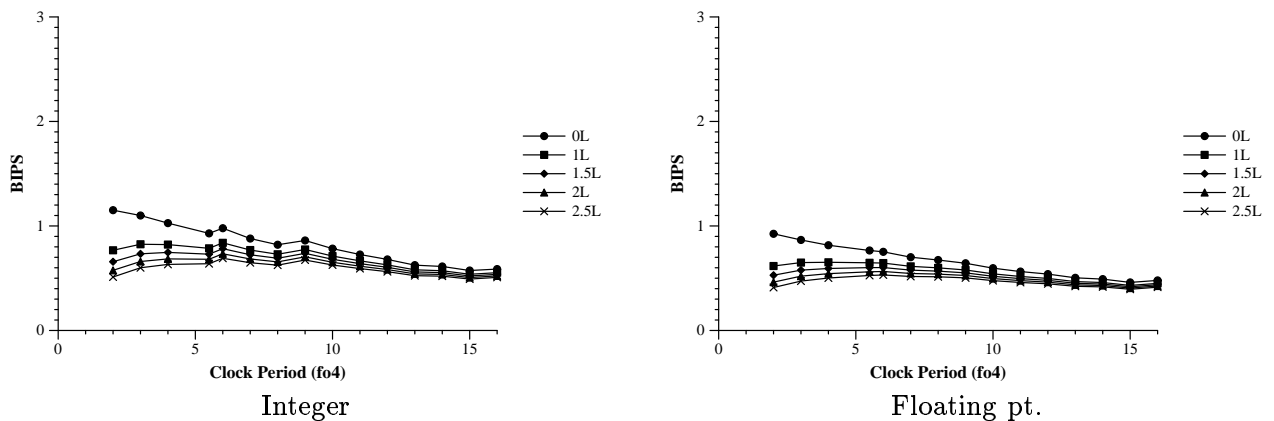 3
2
1
0
BIPS
0 5 10 15
Clock Period (fo4)
0L
1L
1.5L
2L
2.5L
Integer
3
2
1
0
BIPS
0 5 10 15
Clock Period (fo4)
0L
1L
1.5L
2L
2.5L
Floating pt.